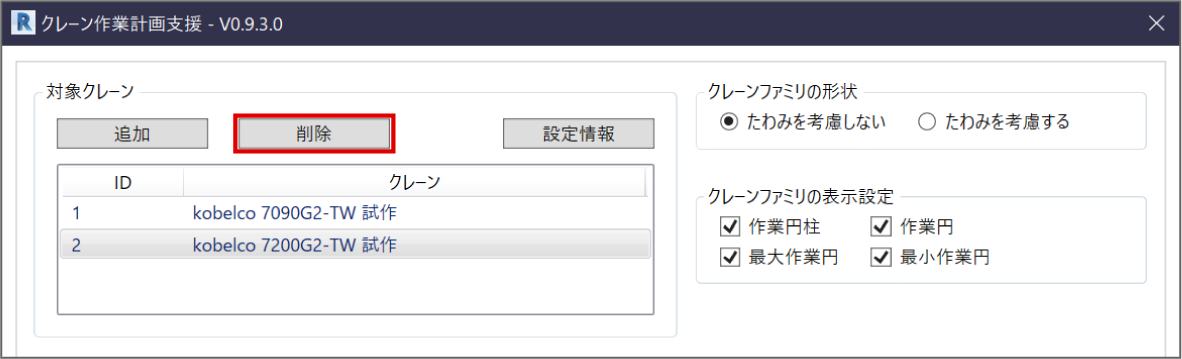 R クレーン作業計画支援 - V0.9.3.0
対象クレーン
追加 削除 設定情報
ID クレーン
1 kobelco 7090G2-TW 試作
2 kobelco 7200G2-TW 試作
クレーンファミリの形状
たわみを考慮しない たわみを考慮する
クレーンファミリの表示設定
作業円柱 作業円
最大作業円 最小作業円